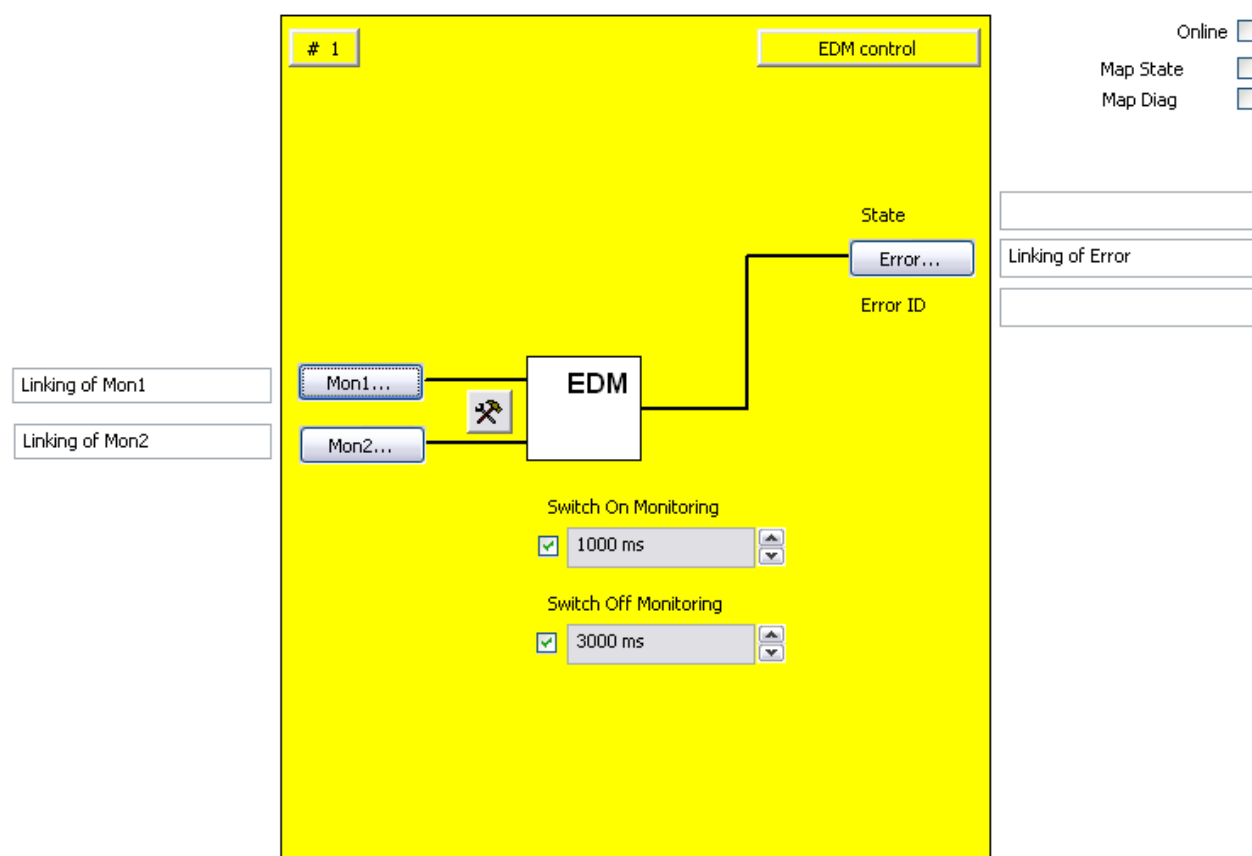 # 1
EDM control
Online
Map State
Map Diag
State
Error...
Linking of Error
Error ID
Linking of Mon1
Mon1...
EDM
Linking of Mon2
Mon2...
Switch On Monitoring
1000 ms
Switch Off Monitoring
3000 ms